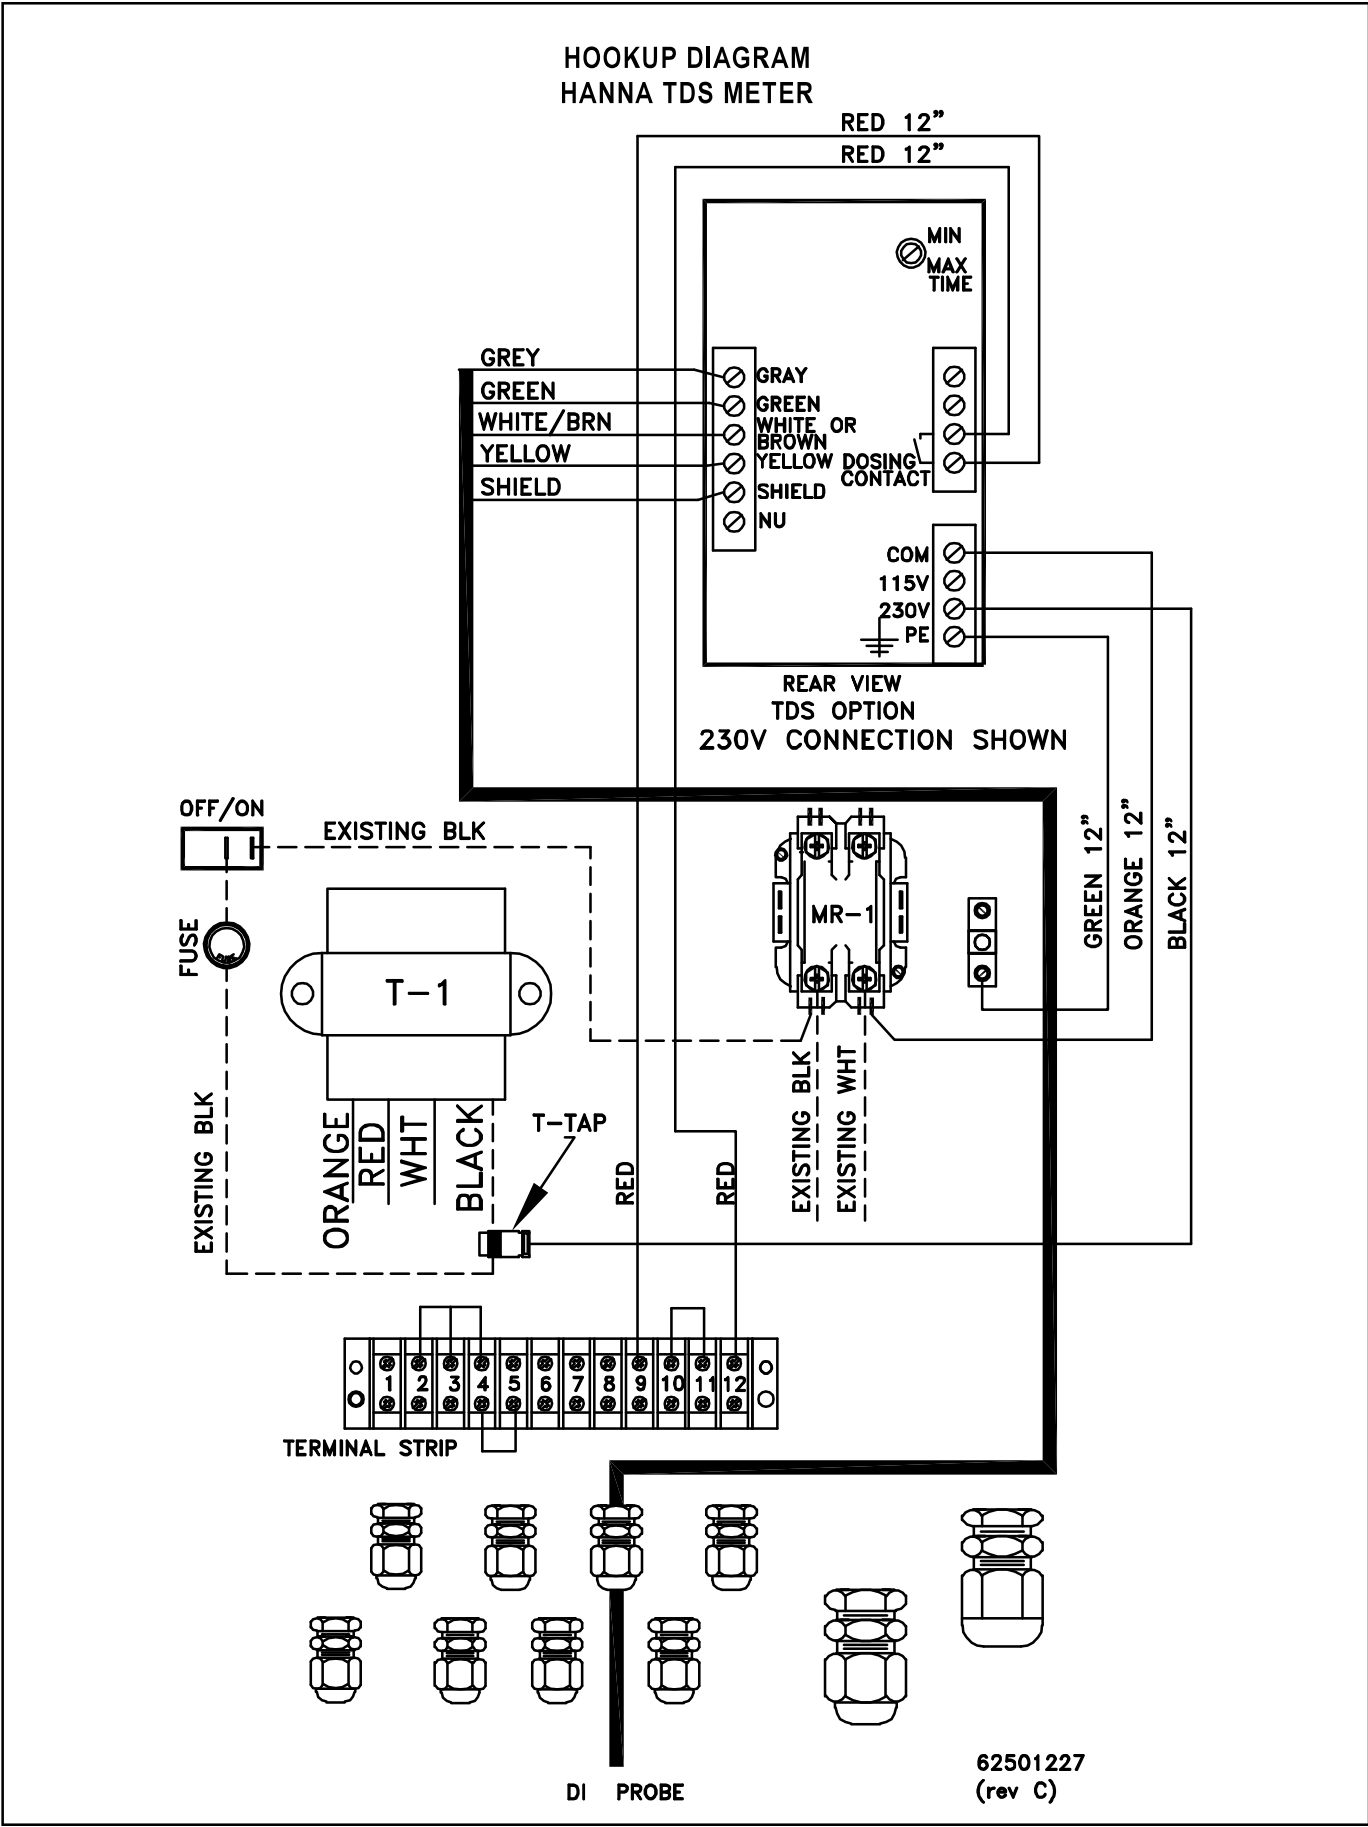 HOOKUP DIAGRAM
HANNA TDS METER
RED 12"
RED 12"
MIN
MAX
TIME
GREY
GREEN
WHITE/BRN
YELLOW
SHIELD
GRAY
GREEN
WHITE OR
BROWN
YELLOW
SHIELD
NU
DOSING
CONTACT
COM
115V
230V
PE
REAR VIEW
TDS OPTION
230V CONNECTION SHOWN
OFF/ON
EXISTING BLK
FUSE
T-1
MR-1
GREEN 12"
ORANGE 12"
BLACK 12"
EXISTING BLK
ORANGE
RED
WHT
BLACK
T-TAP
RED
RED
EXISTING BLK
EXISTING WHT
1 2 3 4 5 6 7 8 9 10 11 12
TERMINAL STRIP
DI PROBE
62501227
(rev C)